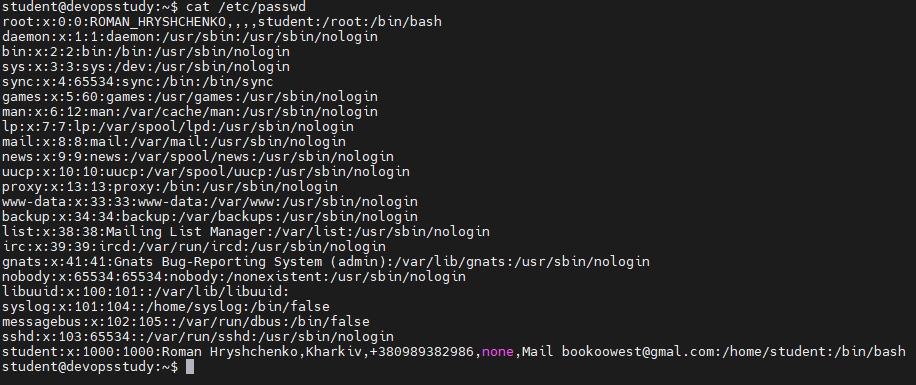 student@devopsstudy:~$ cat /etc/passwd
root:x:0:0:ROMAN_HRYSHCHENKO,,,,student:/root:/bin/bash
daemon:x:1:1:daemon:/usr/sbin:/usr/sbin/nologin
bin:x:2:2:bin:/bin:/usr/sbin/nologin
sys:x:3:3:sys:/dev:/usr/sbin/nologin
sync:x:4:65534:sync:/bin:/bin/sync
games:x:5:60:games:/usr/games:/usr/sbin/nologin
man:x:6:12:man:/var/cache/man:/usr/sbin/nologin
lp:x:7:7:lp:/var/spool/lpd:/usr/sbin/nologin
mail:x:8:8:mail:/var/mail:/usr/sbin/nologin
news:x:9:9:news:/var/spool/news:/usr/sbin/nologin
uucp:x:10:10:uucp:/var/spool/uucp:/usr/sbin/nologin
proxy:x:13:13:proxy:/bin:/usr/sbin/nologin
www-data:x:33:33:www-data:/var/www:/usr/sbin/nologin
backup:x:34:34:backup:/var/backups:/usr/sbin/nologin
list:x:38:38:Mailing List Manager:/var/list:/usr/sbin/nologin
irc:x:39:39:ircd:/var/run/ircd:/usr/sbin/nologin
gnats:x:41:41:Gnats Bug-Reporting System (admin):/var/lib/gnats:/usr/sbin/nologin
nobody:x:65534:65534:nobody:/nonexistent:/usr/sbin/nologin
libuuid:x:100:101::/var/lib/libuuid:
syslog:x:101:104::/home/syslog:/bin/false
messagebus:x:102:105::/var/run/dbus:/bin/false
sshd:x:103:65534::/var/run/sshd:/usr/sbin/nologin
student:x:1000:1000:Roman Hryshchenko,Kharkiv,+380989382986,none,Mail bookoowest@gmal.com:/home/student:/bin/bash
student@devopsstudy:~$